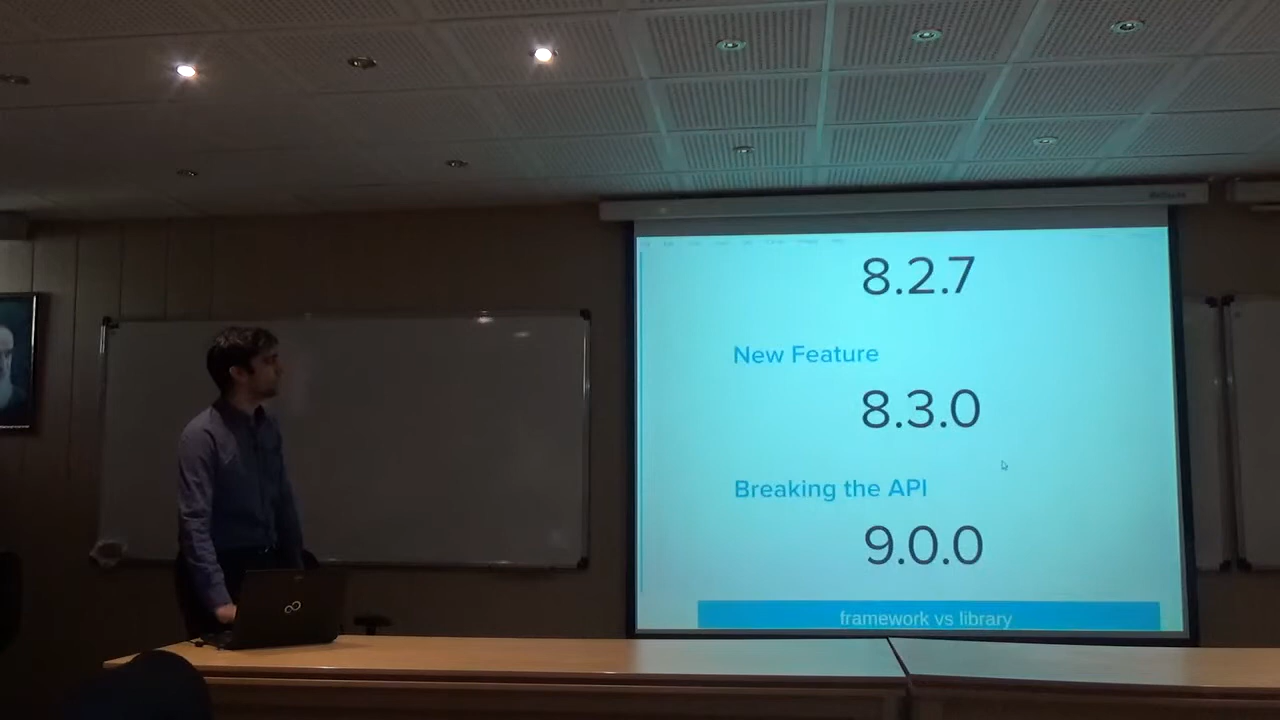 8.2.7
New Feature
8.3.0
Breaking the API
9.0.0
framework vs library